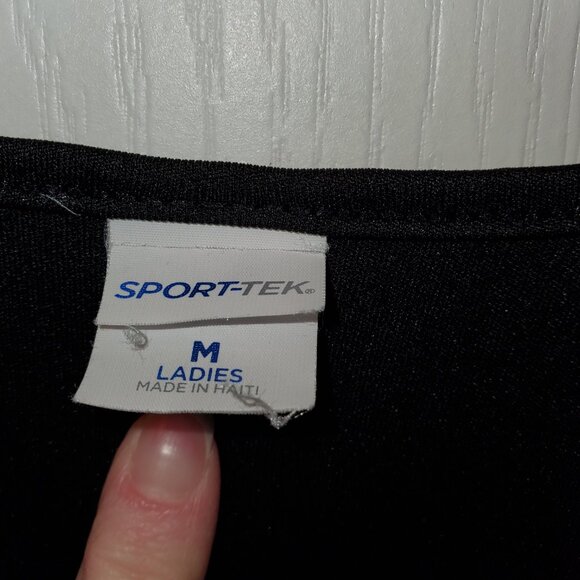 SPORT-TEK®
M
LADIES
MADE IN HAITI